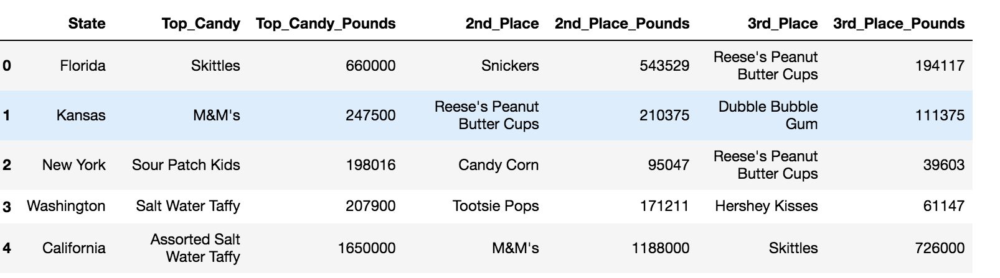 State Top_Candy Top_Candy_Pounds 2nd_Place 2nd_Place_Pounds 3rd_Place 3rd_Place_Pounds
0 Florida Skittles 660000 Snickers 543529 Reese's Peanut Butter Cups 194117
1 Kansas M&M's 247500 Reese's Peanut Butter Cups 210375 Dubble Bubble Gum 111375
2 New York Sour Patch Kids 198016 Candy Corn 95047 Reese's Peanut Butter Cups 39603
3 Washington Salt Water Taffy 207900 Tootsie Pops 171211 Hershey Kisses 61147
4 California Assorted Salt Water Taffy 1650000 M&M's 1188000 Skittles 726000